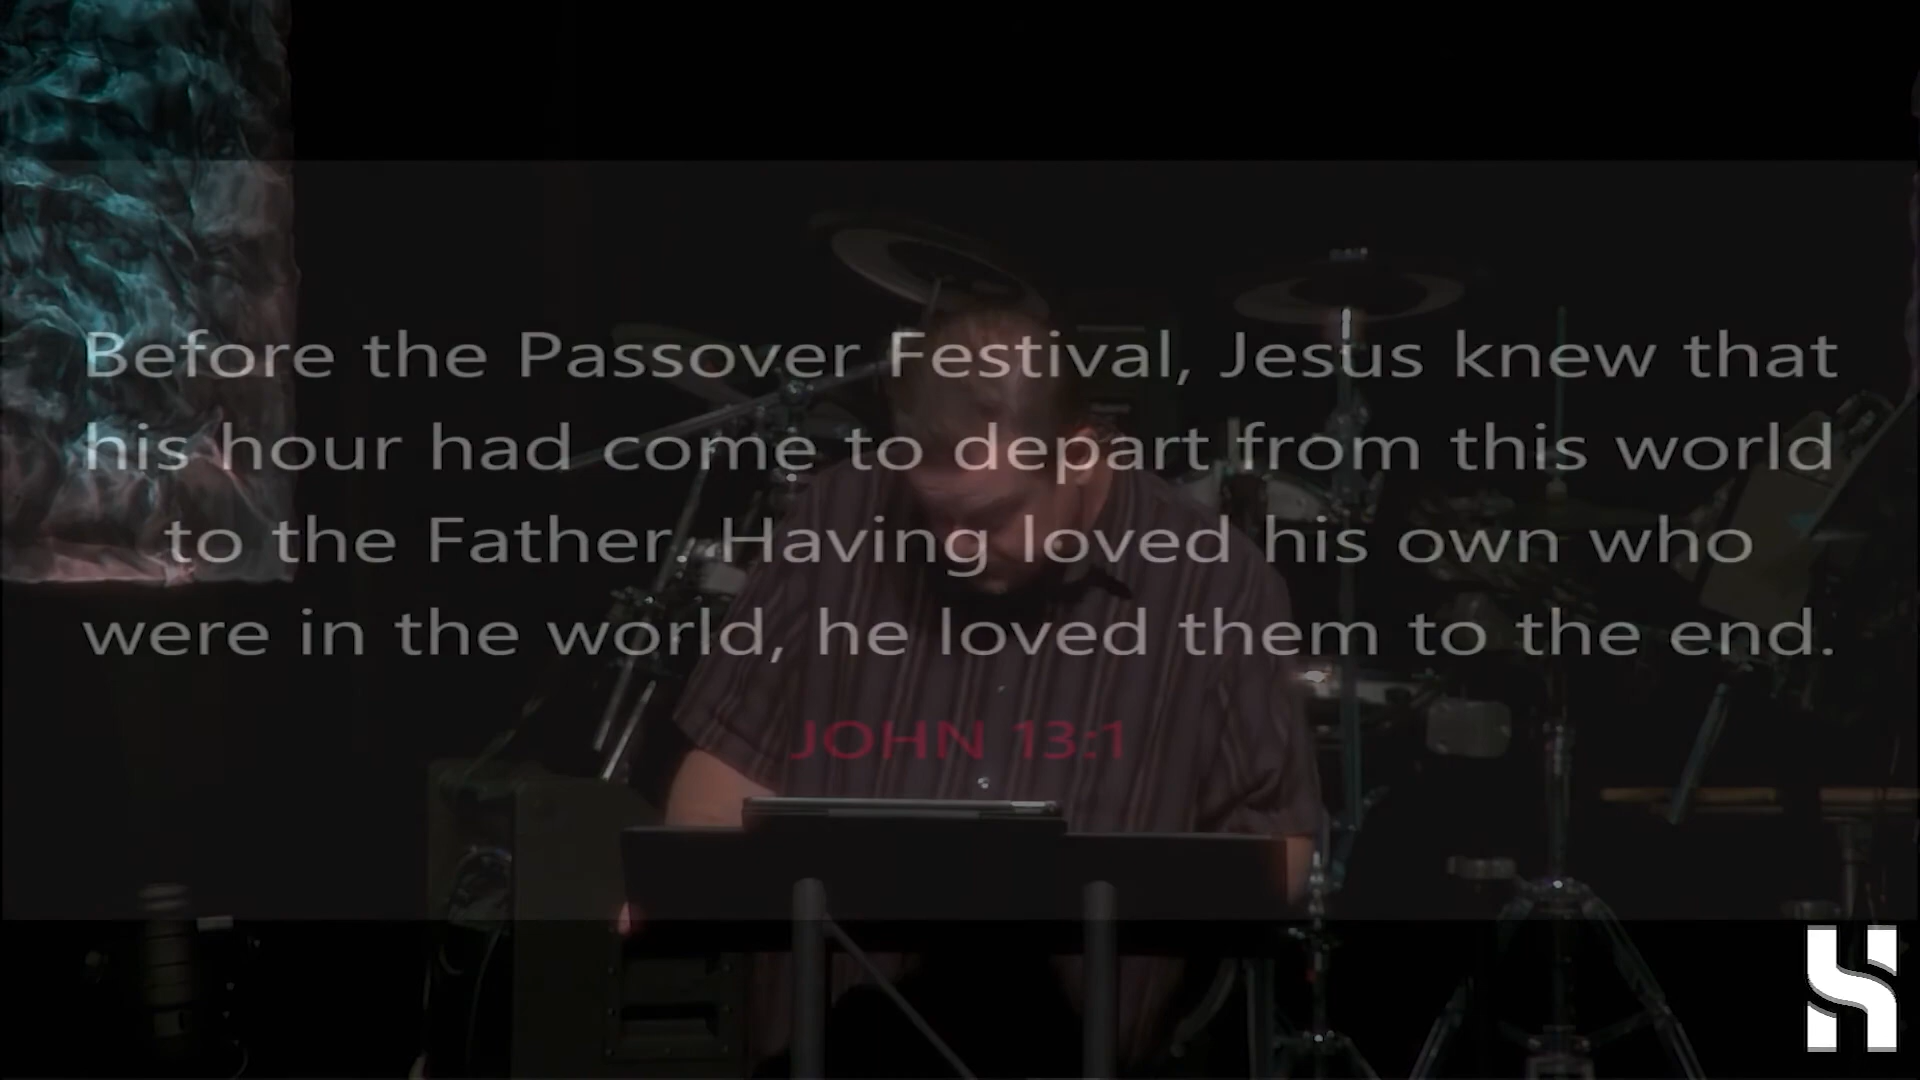 Before the Passover Festival, Jesus knew that
his hour had come to depart from this world
to the Father. Having loved his own who
were in the world, he loved them to the end.
JOHN 13:1